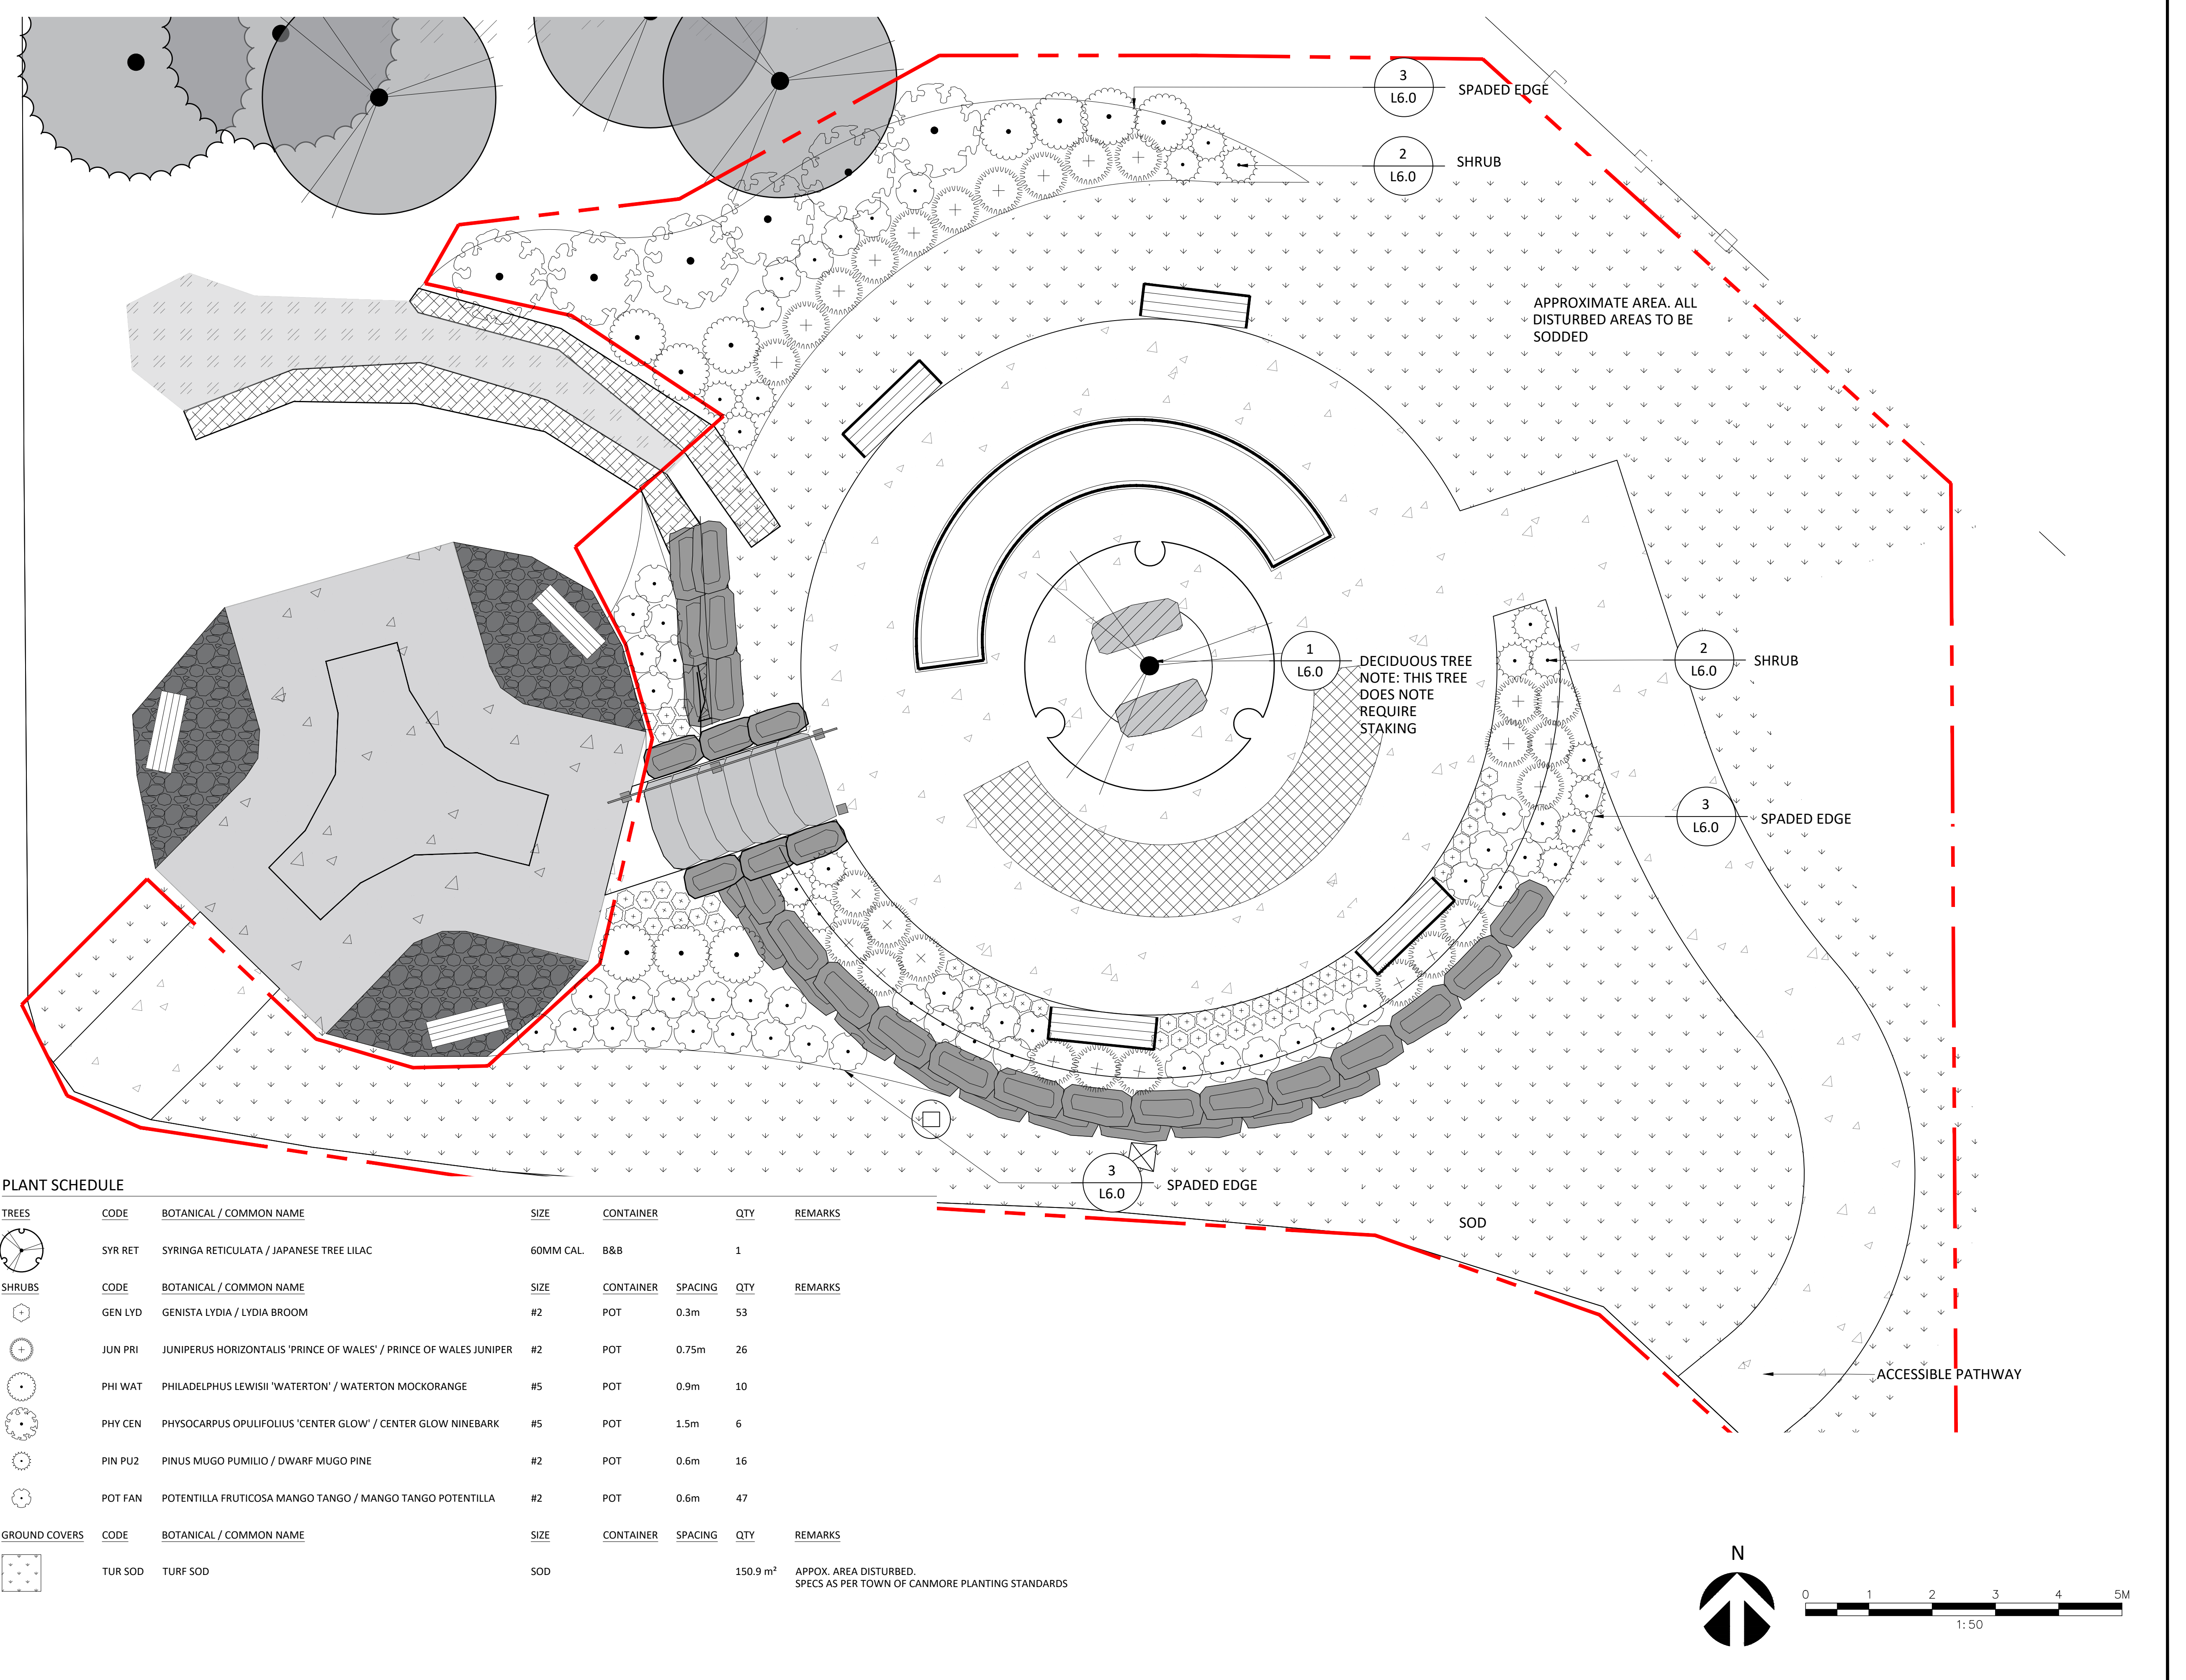 3
L6.0
SPADED EDGE
2
L6.0
SHRUB
APPROXIMATE AREA. ALL
DISTURBED AREAS TO BE
SODDED
1
L6.0
DECIDUOUS TREE
NOTE: THIS TREE
DOES NOTE
REQUIRE
STAKING
2
L6.0
SHRUB
3
L6.0
SPADED EDGE
3
L6.0
SPADED EDGE
SOD
ACCESSIBLE PATHWAY
PLANT SCHEDULE
TREES CODE BOTANICAL / COMMON NAME SIZE CONTAINER QTY REMARKS
SYR RET SYRINGA RETICULATA / JAPANESE TREE LILAC 60MM CAL. B&B 1
SHRUBS CODE BOTANICAL / COMMON NAME SIZE CONTAINER SPACING QTY REMARKS
GEN LYD GENISTA LYDIA / LYDIA BROOM #2 POT 0.3m 53
JUN PRI JUNIPERUS HORIZONTALIS 'PRINCE OF WALES' / PRINCE OF WALES JUNIPER #2 POT 0.75m 26
PHI WAT PHILADELPHUS LEWISII 'WATERTON' / WATERTON MOCKORANGE #5 POT 0.9m 10
PHY CEN PHYSOCARPUS OPULIFOLIUS 'CENTER GLOW' / CENTER GLOW NINEBARK #5 POT 1.5m 6
PIN PU2 PINUS MUGO PUMILIO / DWARF MUGO PINE #2 POT 0.6m 16
POT FAN POTENTILLA FRUTICOSA MANGO TANGO / MANGO TANGO POTENTILLA #2 POT 0.6m 47
GROUND COVERS CODE BOTANICAL / COMMON NAME SIZE CONTAINER SPACING QTY REMARKS
TUR SOD TURF SOD SOD 150.9 m² APPOX. AREA DISTURBED.
SPECS AS PER TOWN OF CANMORE PLANTING STANDARDS
N
0 1 2 3 4 5M
1:50